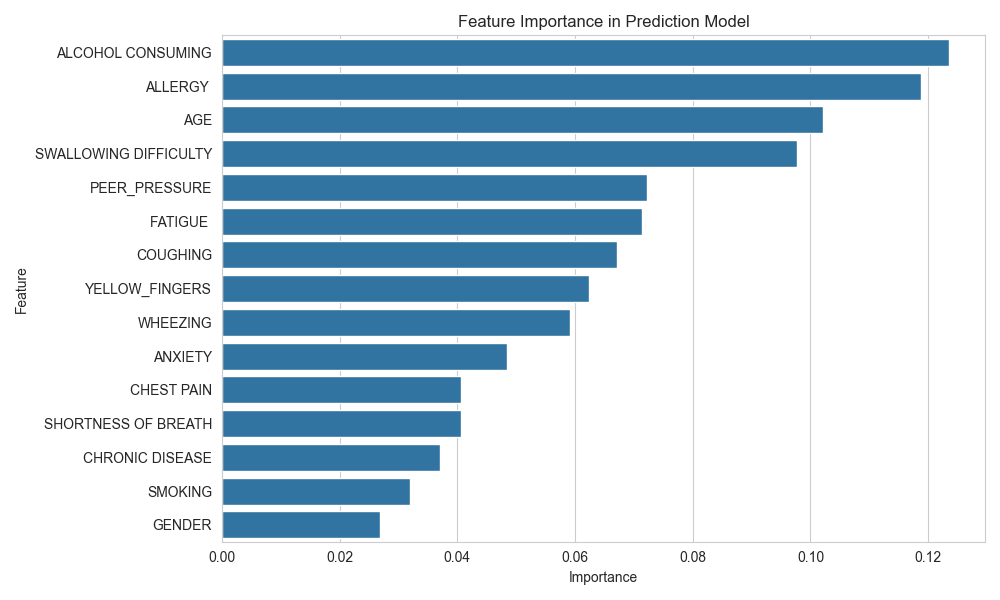 Feature Importance in Prediction Model
ALCOHOL CONSUMING
ALLERGY
AGE
SWALLOWING DIFFICULTY
PEER_PRESSURE
FATIGUE
COUGHING
YELLOW_FINGERS
WHEEZING
ANXIETY
CHEST PAIN
SHORTNESS OF BREATH
CHRONIC DISEASE
SMOKING
GENDER
Feature
0.00 0.02 0.04 0.06 0.08 0.10 0.12
Importance